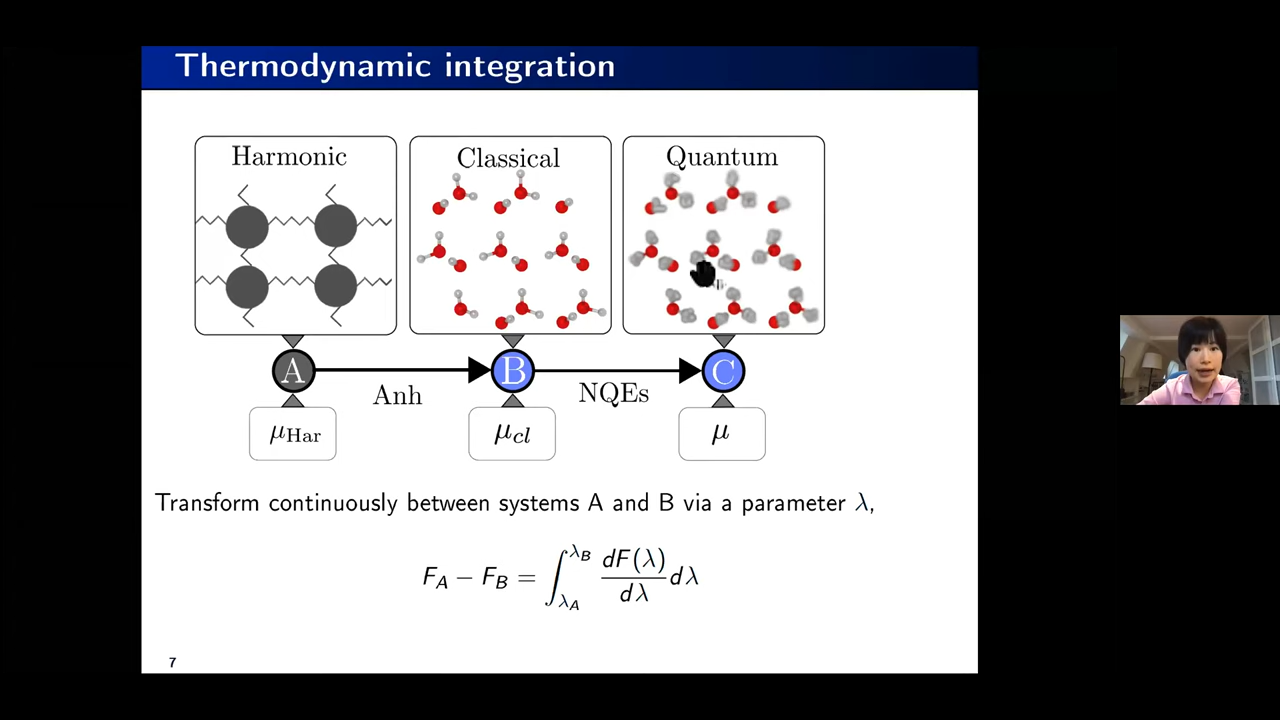 Thermodynamic integration
Harmonic
Classical
Quantum
A
B
C
Anh
NQEs
μ_Har
μ_cl
μ
Transform continuously between systems A and B via a parameter λ,
F_A − F_B = ∫_{λ_A}^{λ_B} dF(λ)/dλ dλ
7